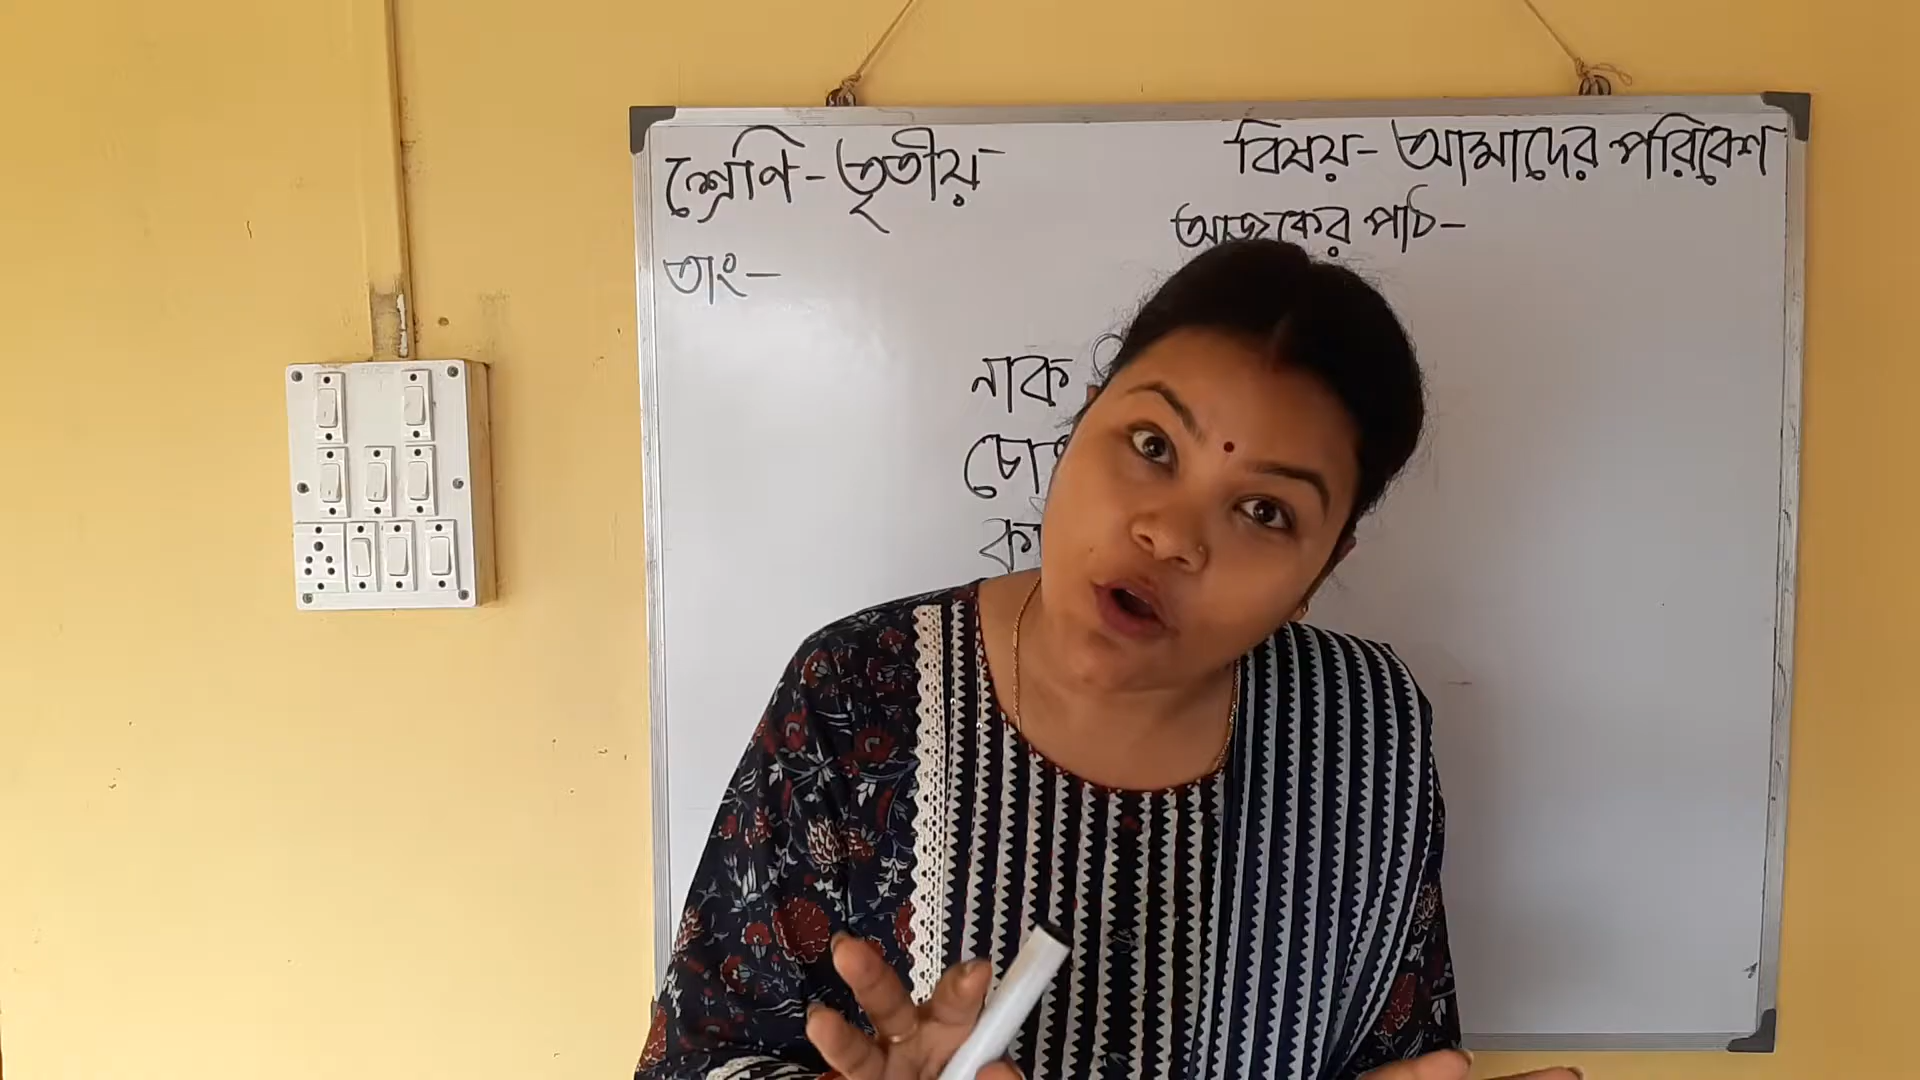 শ্রেণি-তৃতীয়
বিষয়- আমাদের পরিবেশ
আজকের পাঠ-
তাং-
নাক